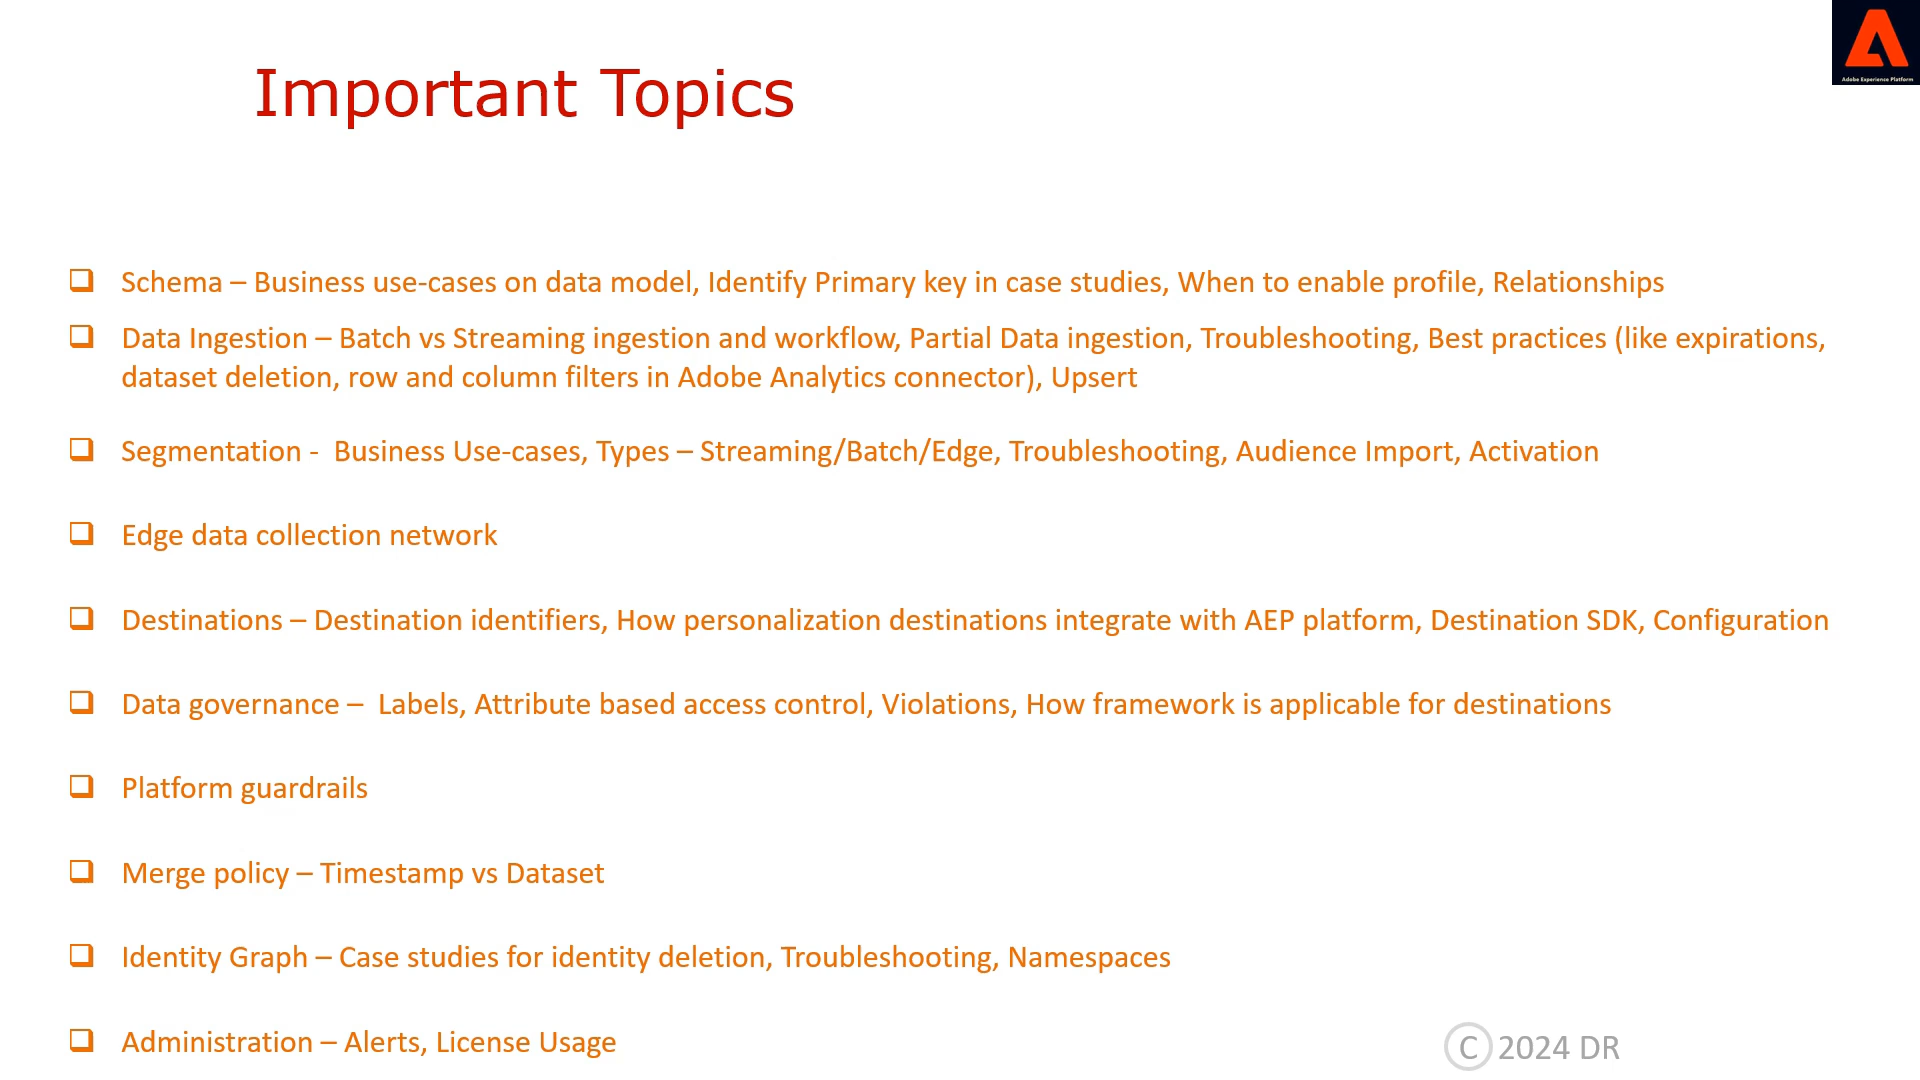 Adobe Experience Platform
Important Topics
Schema – Business use-cases on data model, Identify Primary key in case studies, When to enable profile, Relationships
Data Ingestion – Batch vs Streaming ingestion and workflow, Partial Data ingestion, Troubleshooting, Best practices (like expirations,
dataset deletion, row and column filters in Adobe Analytics connector), Upsert
Segmentation -  Business Use-cases, Types – Streaming/Batch/Edge, Troubleshooting, Audience Import, Activation
Edge data collection network
Destinations – Destination identifiers, How personalization destinations integrate with AEP platform, Destination SDK, Configuration
Data governance –  Labels, Attribute based access control, Violations, How framework is applicable for destinations
Platform guardrails
Merge policy – Timestamp vs Dataset
Identity Graph – Case studies for identity deletion, Troubleshooting, Namespaces
Administration – Alerts, License Usage
© 2024 DR